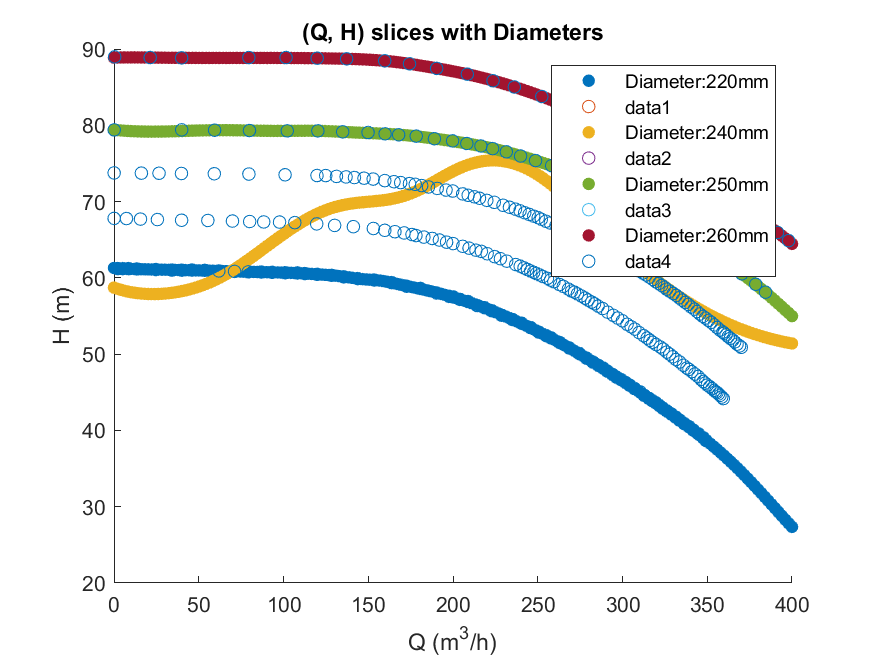 (Q, H) slices with Diameters
90
80
70
60
50
40
30
20
H (m)
Diameter:220mm
data1
Diameter:240mm
data2
Diameter:250mm
data3
Diameter:260mm
data4
0 50 100 150 200 250 300 350 400
Q (m³/h)